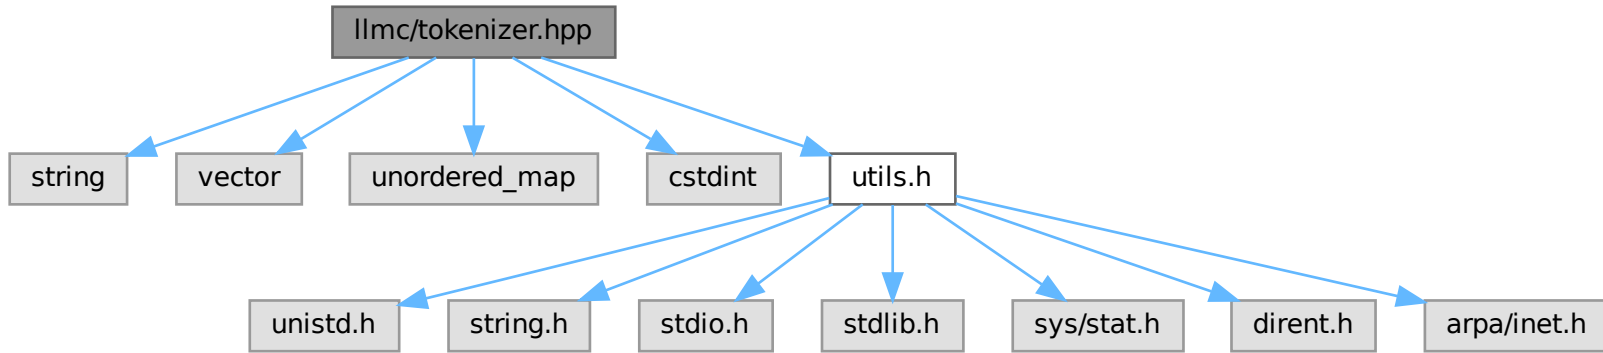 llmc/tokenizer.hpp
string
vector
unordered_map
cstdint
utils.h
unistd.h
string.h
stdio.h
stdlib.h
sys/stat.h
dirent.h
arpa/inet.h